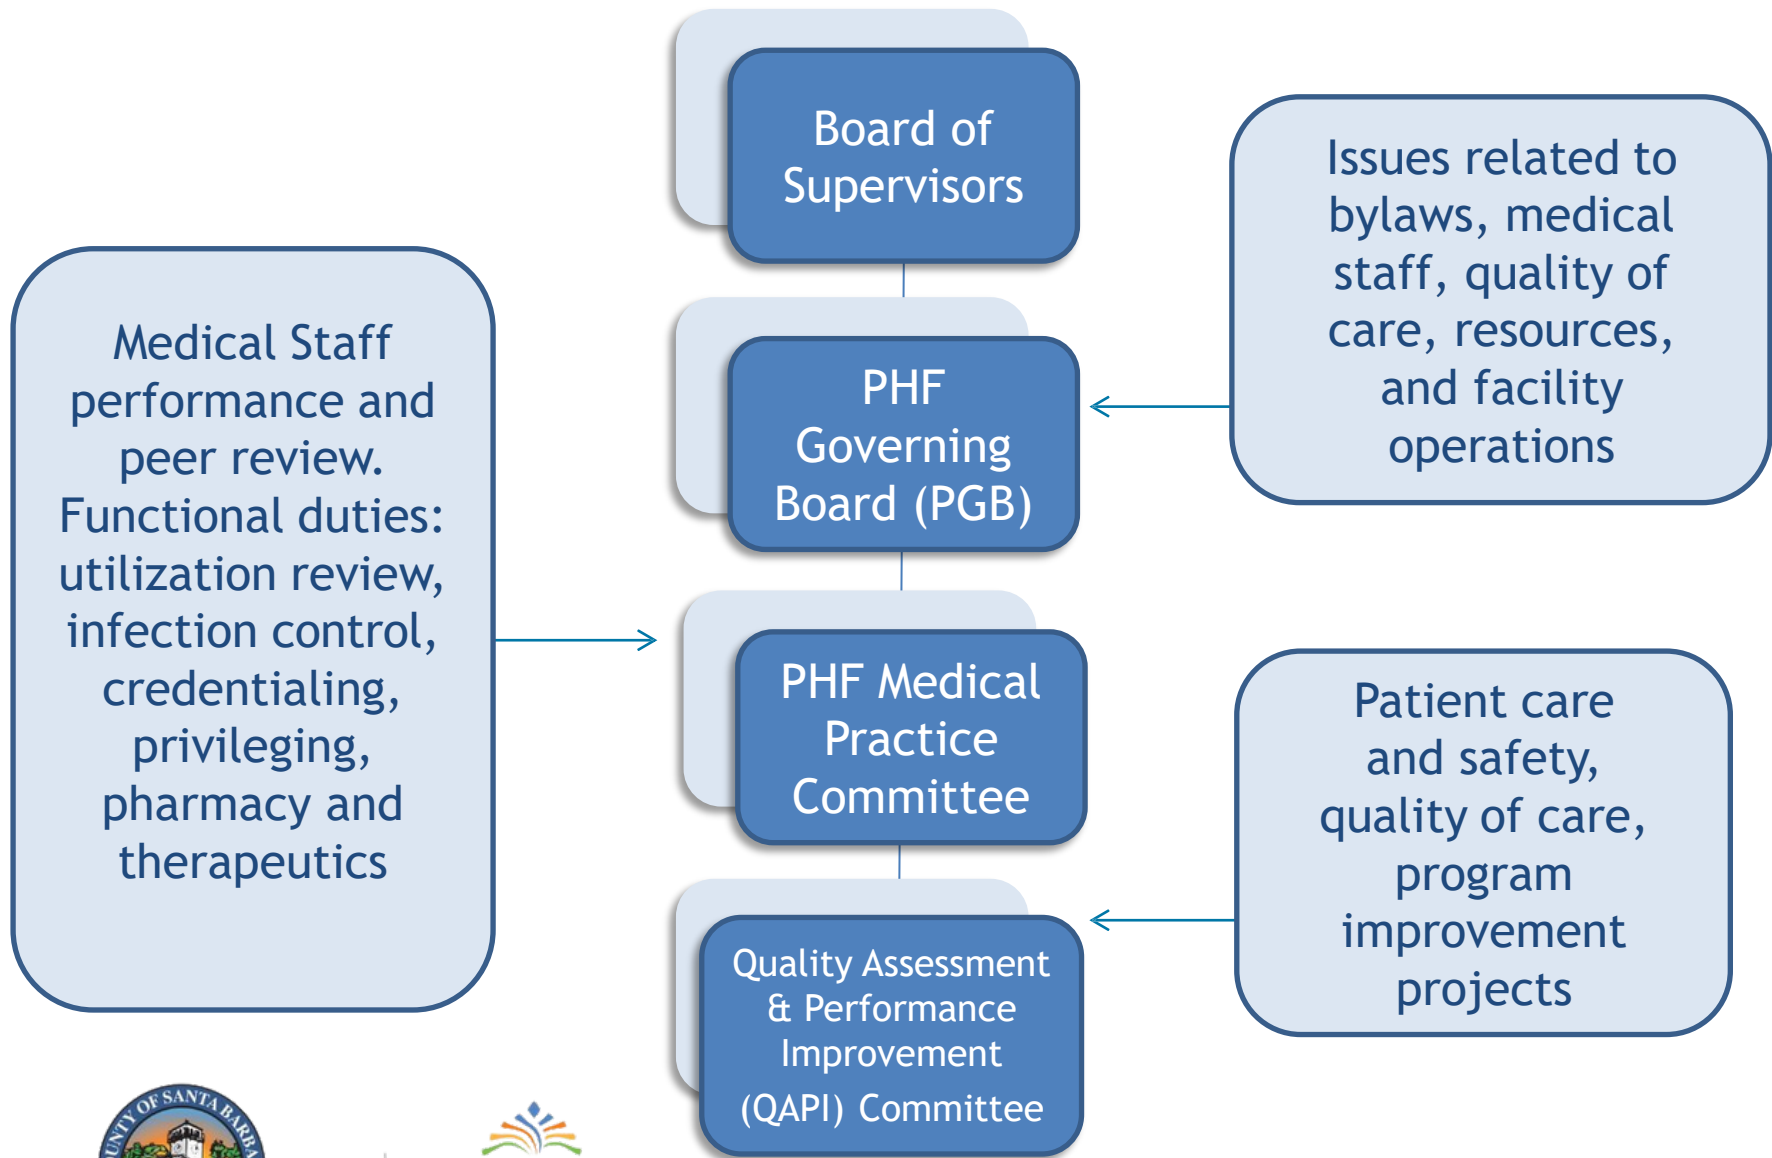 Board of
Supervisors
Issues related to
bylaws, medical
staff, quality of
care, resources,
and facility
operations
Medical Staff
performance and
peer review.
Functional duties:
utilization review,
infection control,
credentialing,
privileging,
pharmacy and
therapeutics
PHF
Governing
Board (PGB)
PHF Medical
Practice
Committee
Patient care
and safety,
quality of care,
program
improvement
projects
Quality Assessment
& Performance
Improvement
(QAPI) Committee
OF SANTA